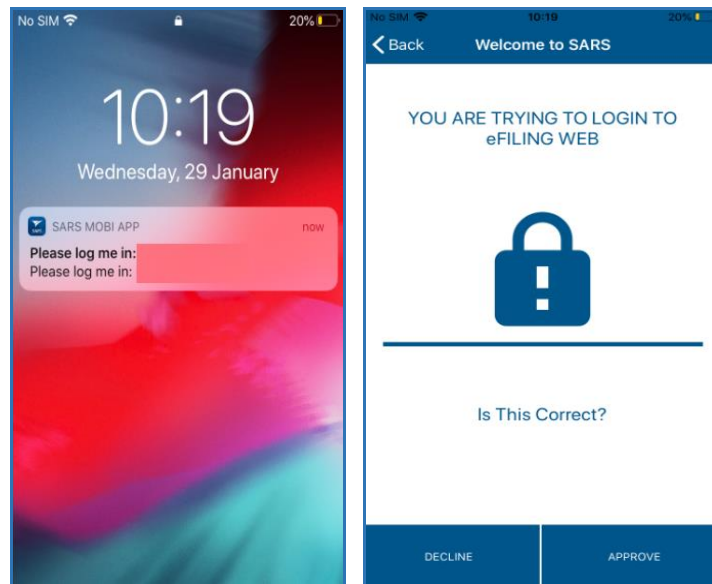 No SIM 20%
10:19
Wednesday, 29 January
SARS MOBI APP now
Please log me in:
Please log me in:
No SIM 10:19 20%
Back Welcome to SARS
YOU ARE TRYING TO LOGIN TO
eFILING WEB
Is This Correct?
DECLINE APPROVE